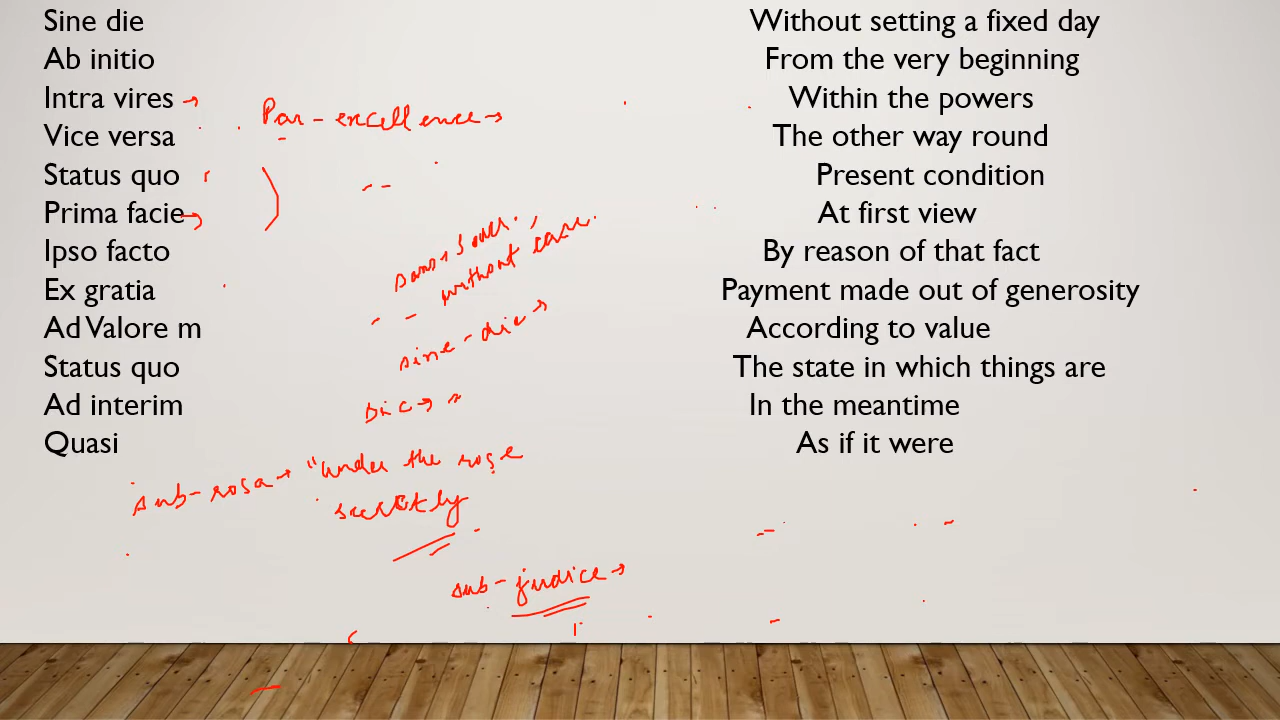 Sine die Without setting a fixed day
Ab initio From the very beginning
Intra vires Within the powers
Par-excellence
Vice versa The other way round
Status quo Present condition
Prima facie At first view
Ipso facto By reason of that fact
without care
Ex gratia Payment made out of generosity
Ad Valore m According to value
sine-die
Status quo The state in which things are
Ad interim In the meantime
Quasi As if it were
sub-rosa → "under the rose
sub-judice →